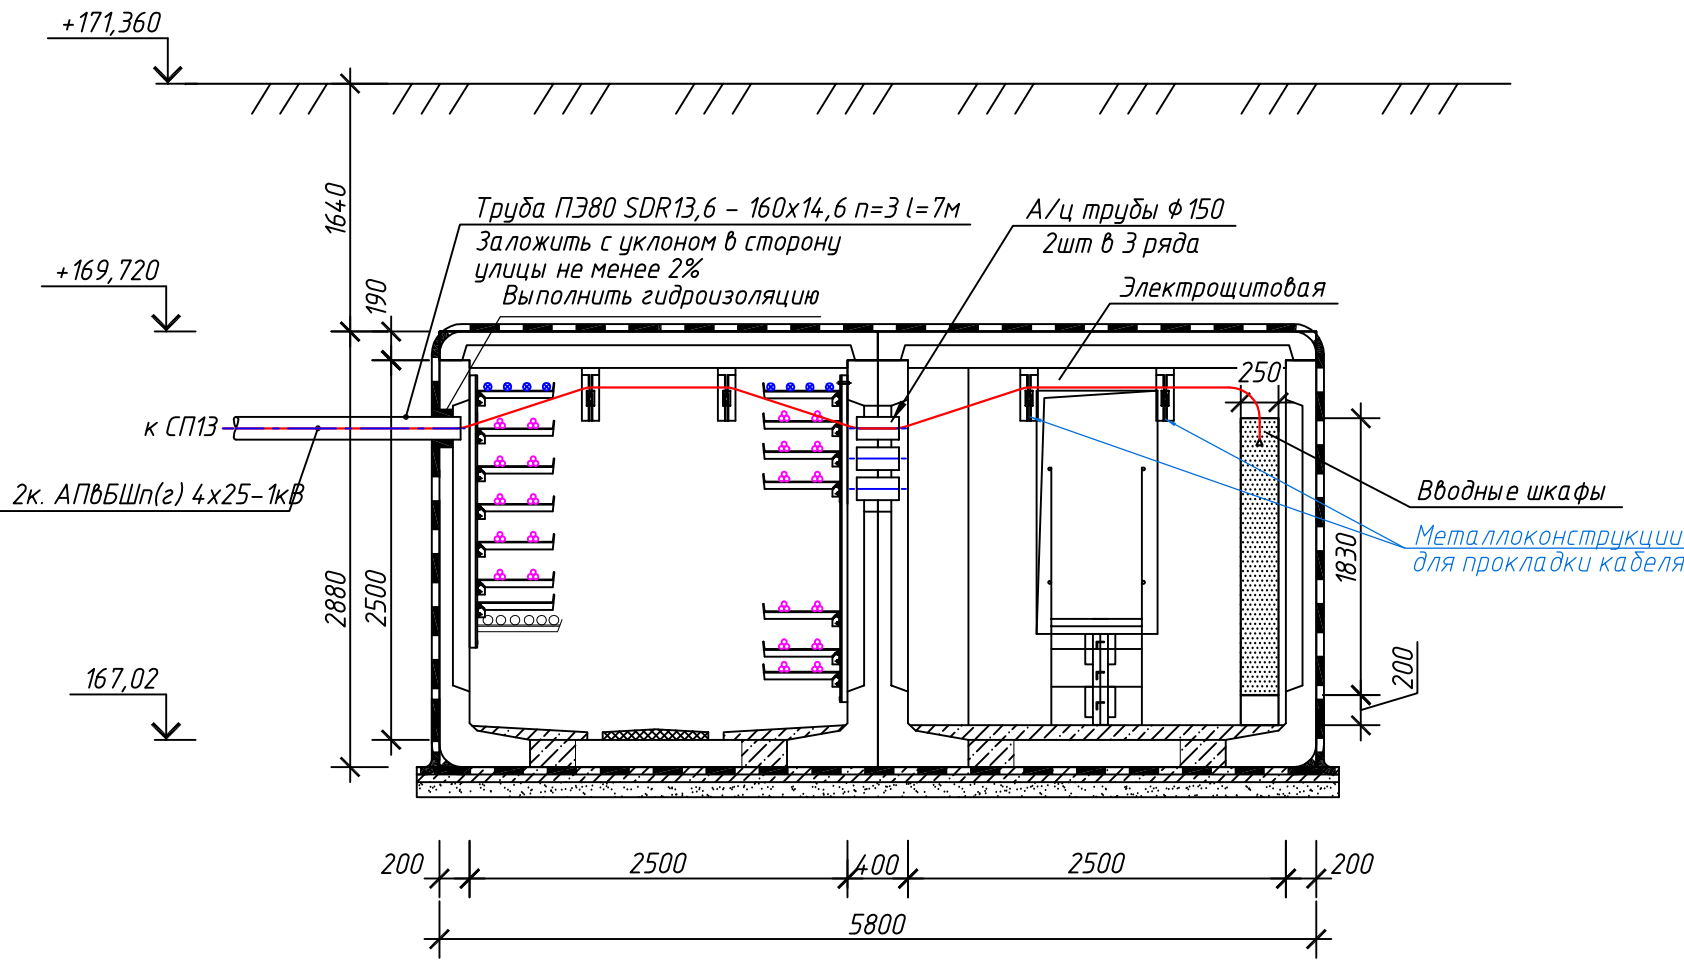 +171,360
1640
Труба ПЭ80 SDR13,6 - 160х14,6 n=3 l=7м
Заложить с уклоном в сторону
улицы не менее 2%
Выполнить гидроизоляцию
А/ц трубы ф150
2шт в 3 ряда
+169,720
190
Электрощитовая
250
к СП13
2к. АПвБШп(г) 4х25-1кВ
Вводные шкафы
Металлоконструкции
для прокладки кабеля
1830
2880
2500
167,02
200
200
2500
400
2500
200
5800